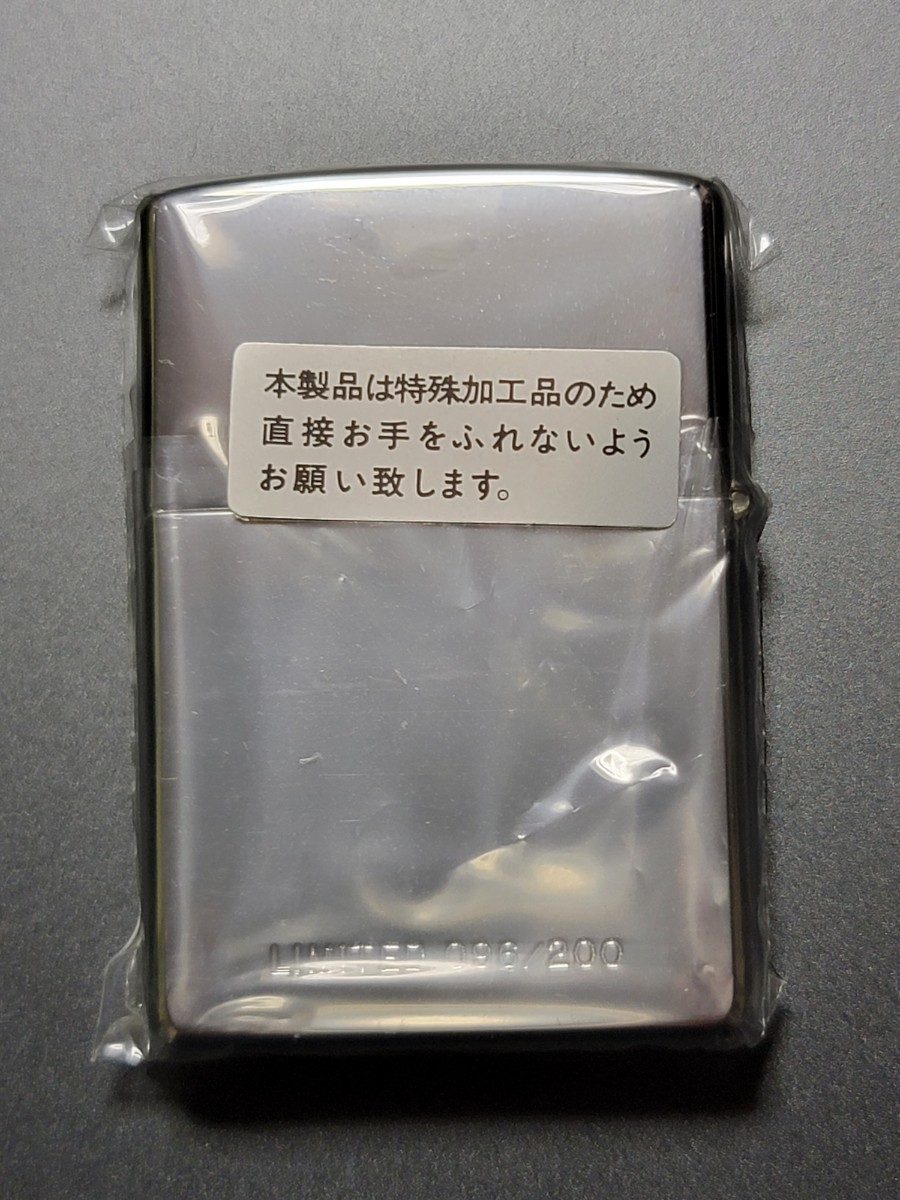 本製品は特殊加工品のため
直接お手をふれないよう
お願い致します。
LIMITED 096/200